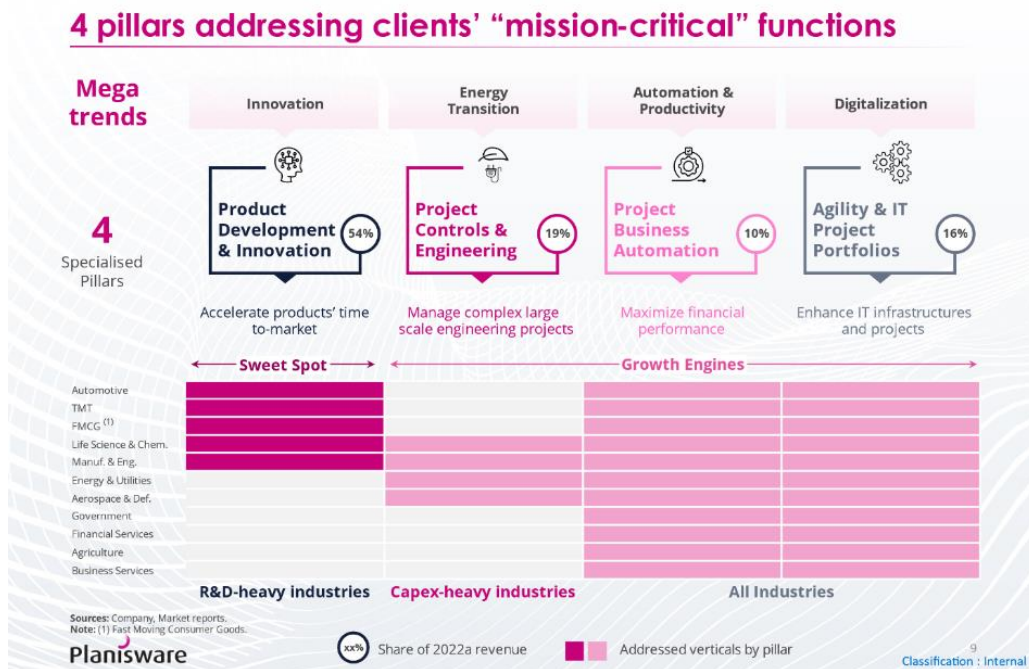 4 pillars addressing clients’ “mission-critical” functions
Mega
trends
Innovation
Energy
Transition
Automation &
Productivity
Digitalization
4
Specialised
Pillars
Product
Development
& Innovation
54%
Project
Controls &
Engineering
19%
Project
Business
Automation
10%
Agility & IT
Project
Portfolios
16%
Accelerate products’ time
to-market
Manage complex large
scale engineering projects
Maximize financial
performance
Enhance IT infrastructures
and projects
Sweet Spot
Growth Engines
Automotive
TMT
FMCG (1)
Life Science & Chem.
Manuf. & Eng.
Energy & Utilities
Aerospace & Def.
Government
Financial Services
Agriculture
Business Services
R&D-heavy industries
Capex-heavy industries
All Industries
Sources: Company, Market reports.
Note: (1) Fast Moving Consumer Goods.
Planisware
xx%
Share of 2022a revenue
Addressed verticals by pillar
9
Classification : Internal